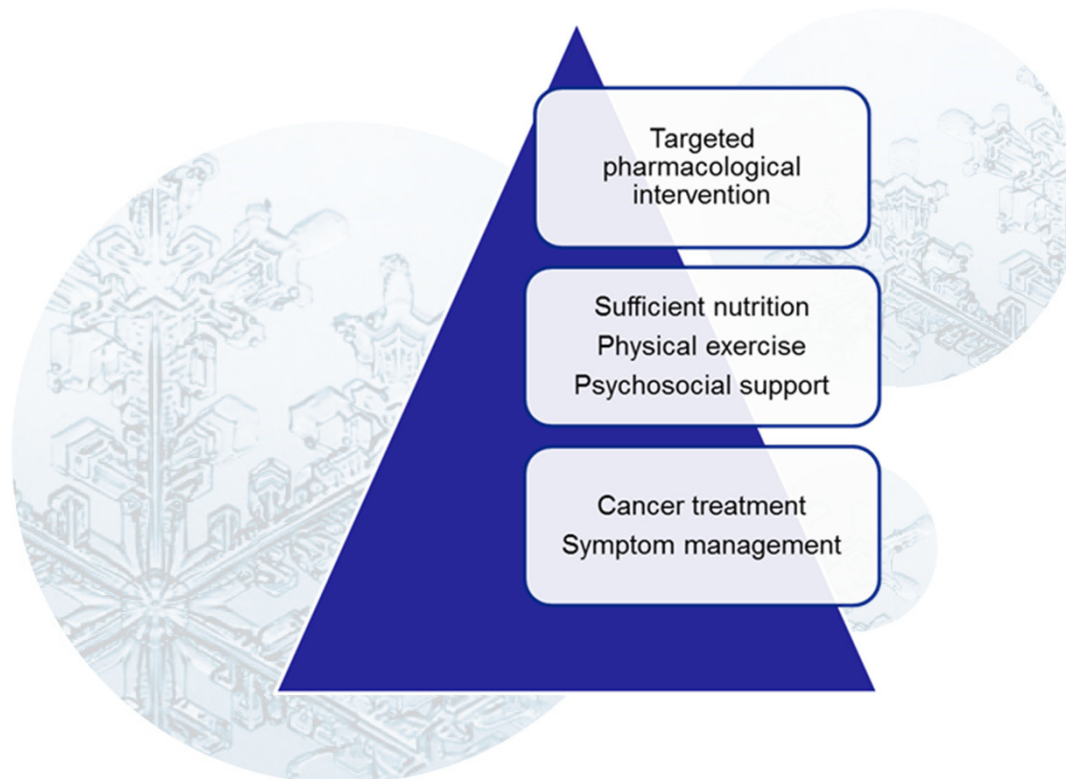 Targeted
pharmacological
intervention
Sufficient nutrition
Physical exercise
Psychosocial support
Cancer treatment
Symptom management